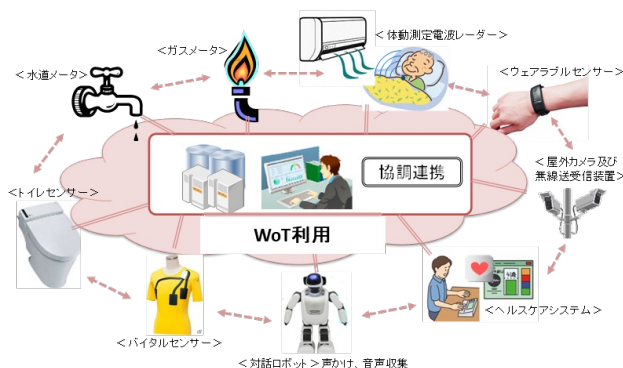 ＜体動測定電波レーダー＞
＜ガスメータ＞
＜水道メータ＞
＜ウェアラブルセンサー＞
＜屋外カメラ及び
無線送受信装置＞
協調連携
＜トイレセンサー＞
WoT利用
＜ヘルスケアシステム＞
＜バイタルセンサー＞
＜対話ロボット＞声かけ、音声収集